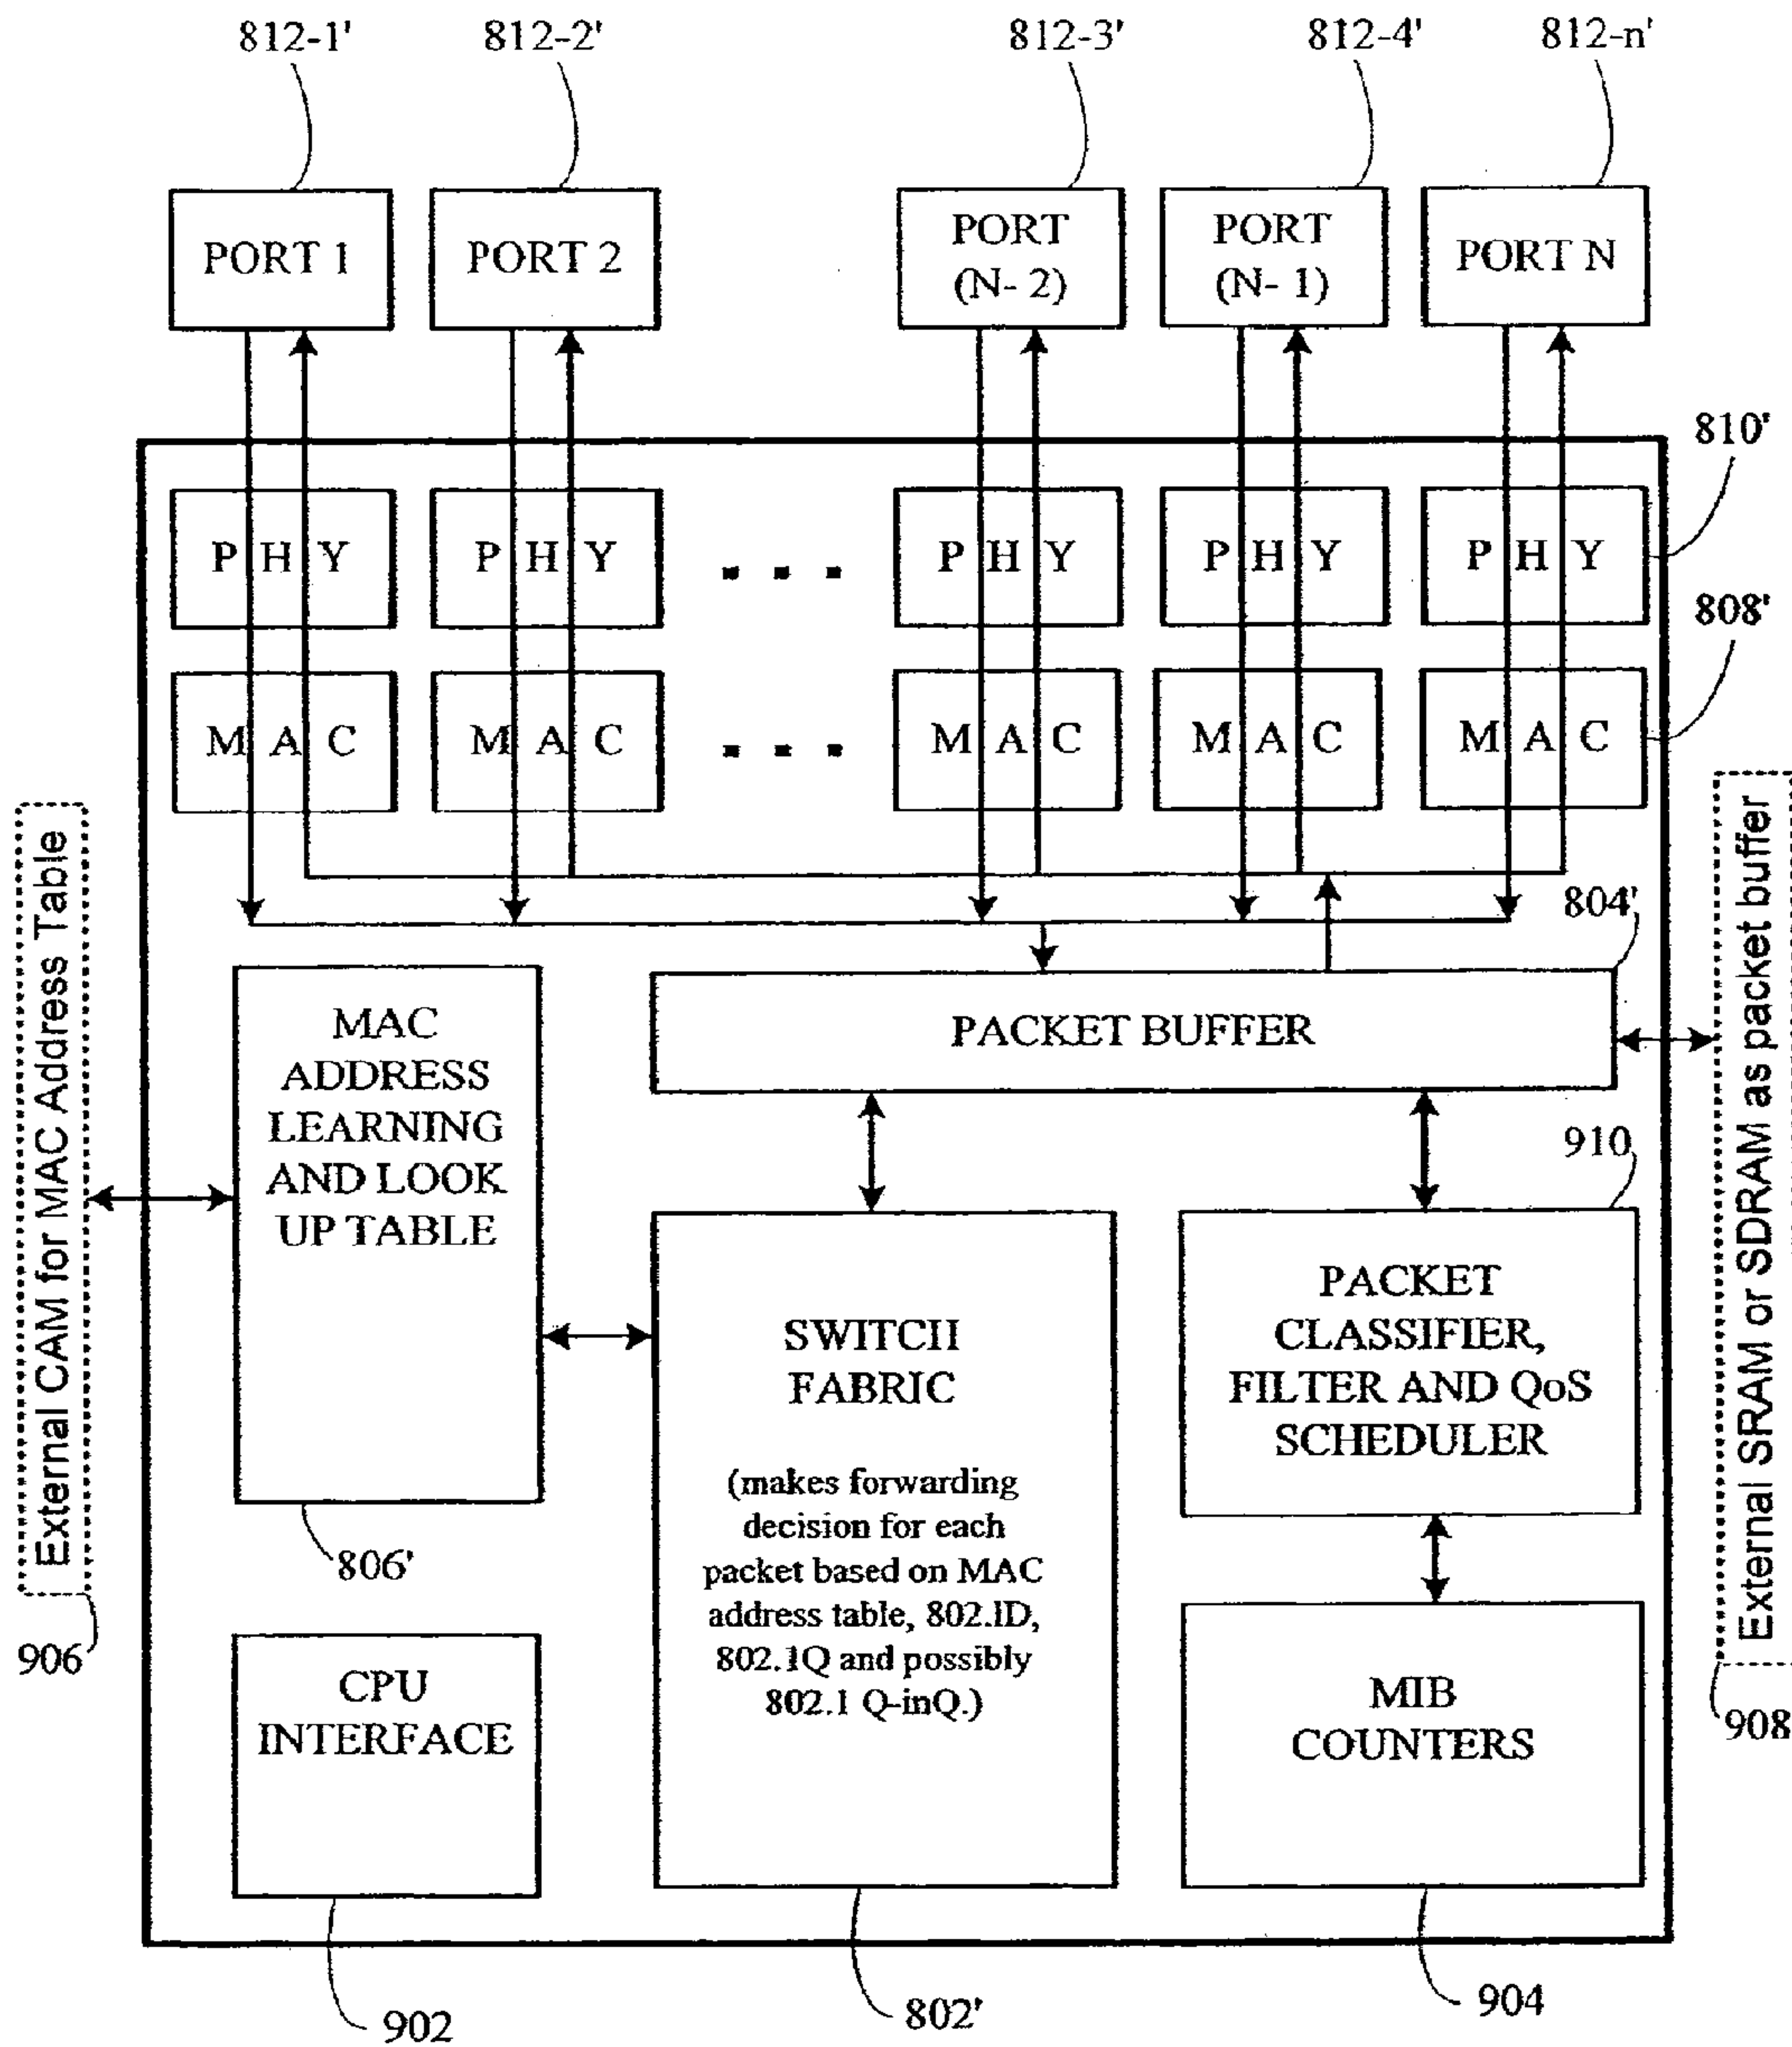 812-1'
812-2'
812-3'
812-4'
812-n'
PORT 1
PORT 2
PORT
(N- 2)
PORT
(N- 1)
PORT N
810'
P H Y
P H Y
P H Y
P H Y
P H Y
808'
M A C
M A C
M A C
M A C
M A C
804'
External CAM for MAC Address Table
External SRAM or SDRAM as packet buffer
MAC
ADDRESS
LEARNING
AND LOOK
UP TABLE
PACKET BUFFER
910
SWITCH
FABRIC
(makes forwarding
decision for each
packet based on MAC
address table, 802.1D,
802.1Q and possibly
802.1 Q-inQ.)
PACKET
CLASSIFIER,
FILTER AND QoS
SCHEDULER
806'
906
CPU
INTERFACE
MIB
COUNTERS
908
902
802'
904